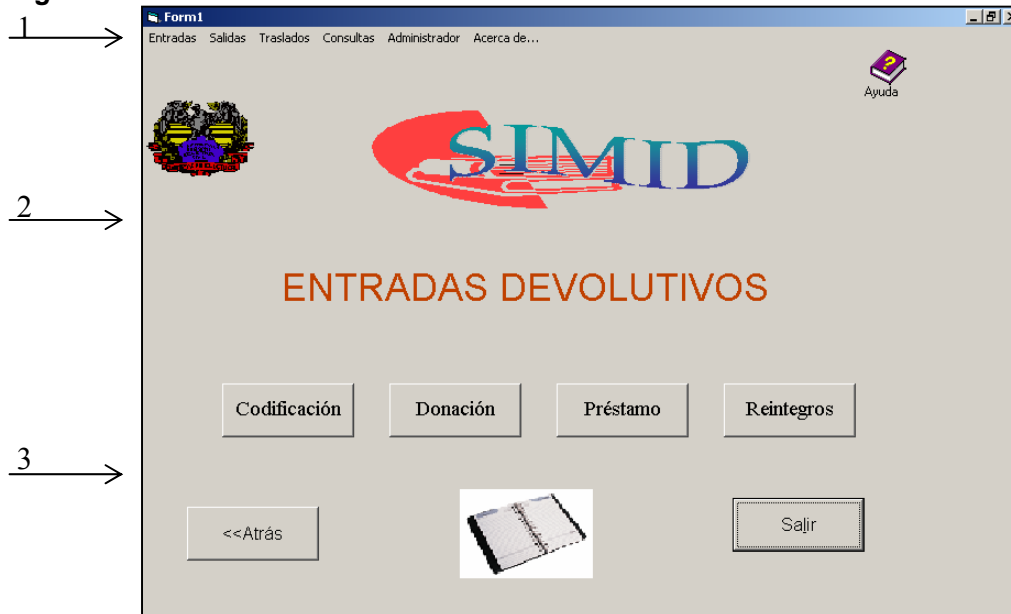 1
Form1
Entradas Salidas Traslados Consultas Administrador Acerca de...
Ayuda
SIMID
2
ENTRADAS DEVOLUTIVOS
Codificación Donación Préstamo Reintegros
3
<<Atrás Salir